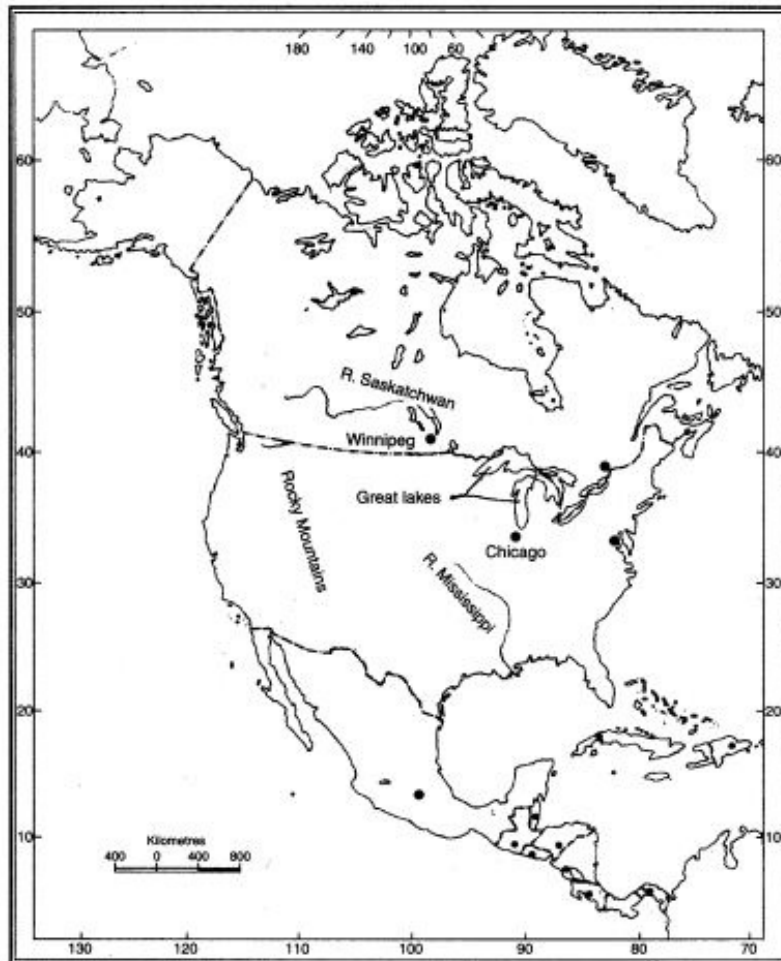 180 140 100 60
60 60
50 50
R. Saskatchwan
Winnipeg
40 40
Great lakes
Rocky Mountains
Chicago
R. Mississippi
30 30
20 20
Kilometres
10 10
400 0 400 800
130 120 110 100 90 80 70